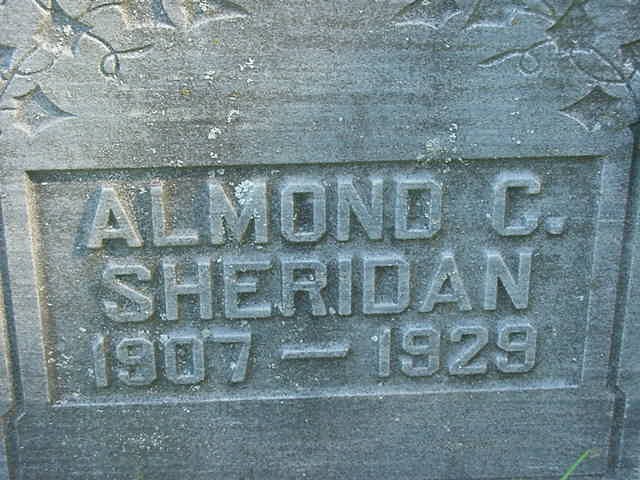 ALMOND C.
SHERIDAN
1907 — 1929